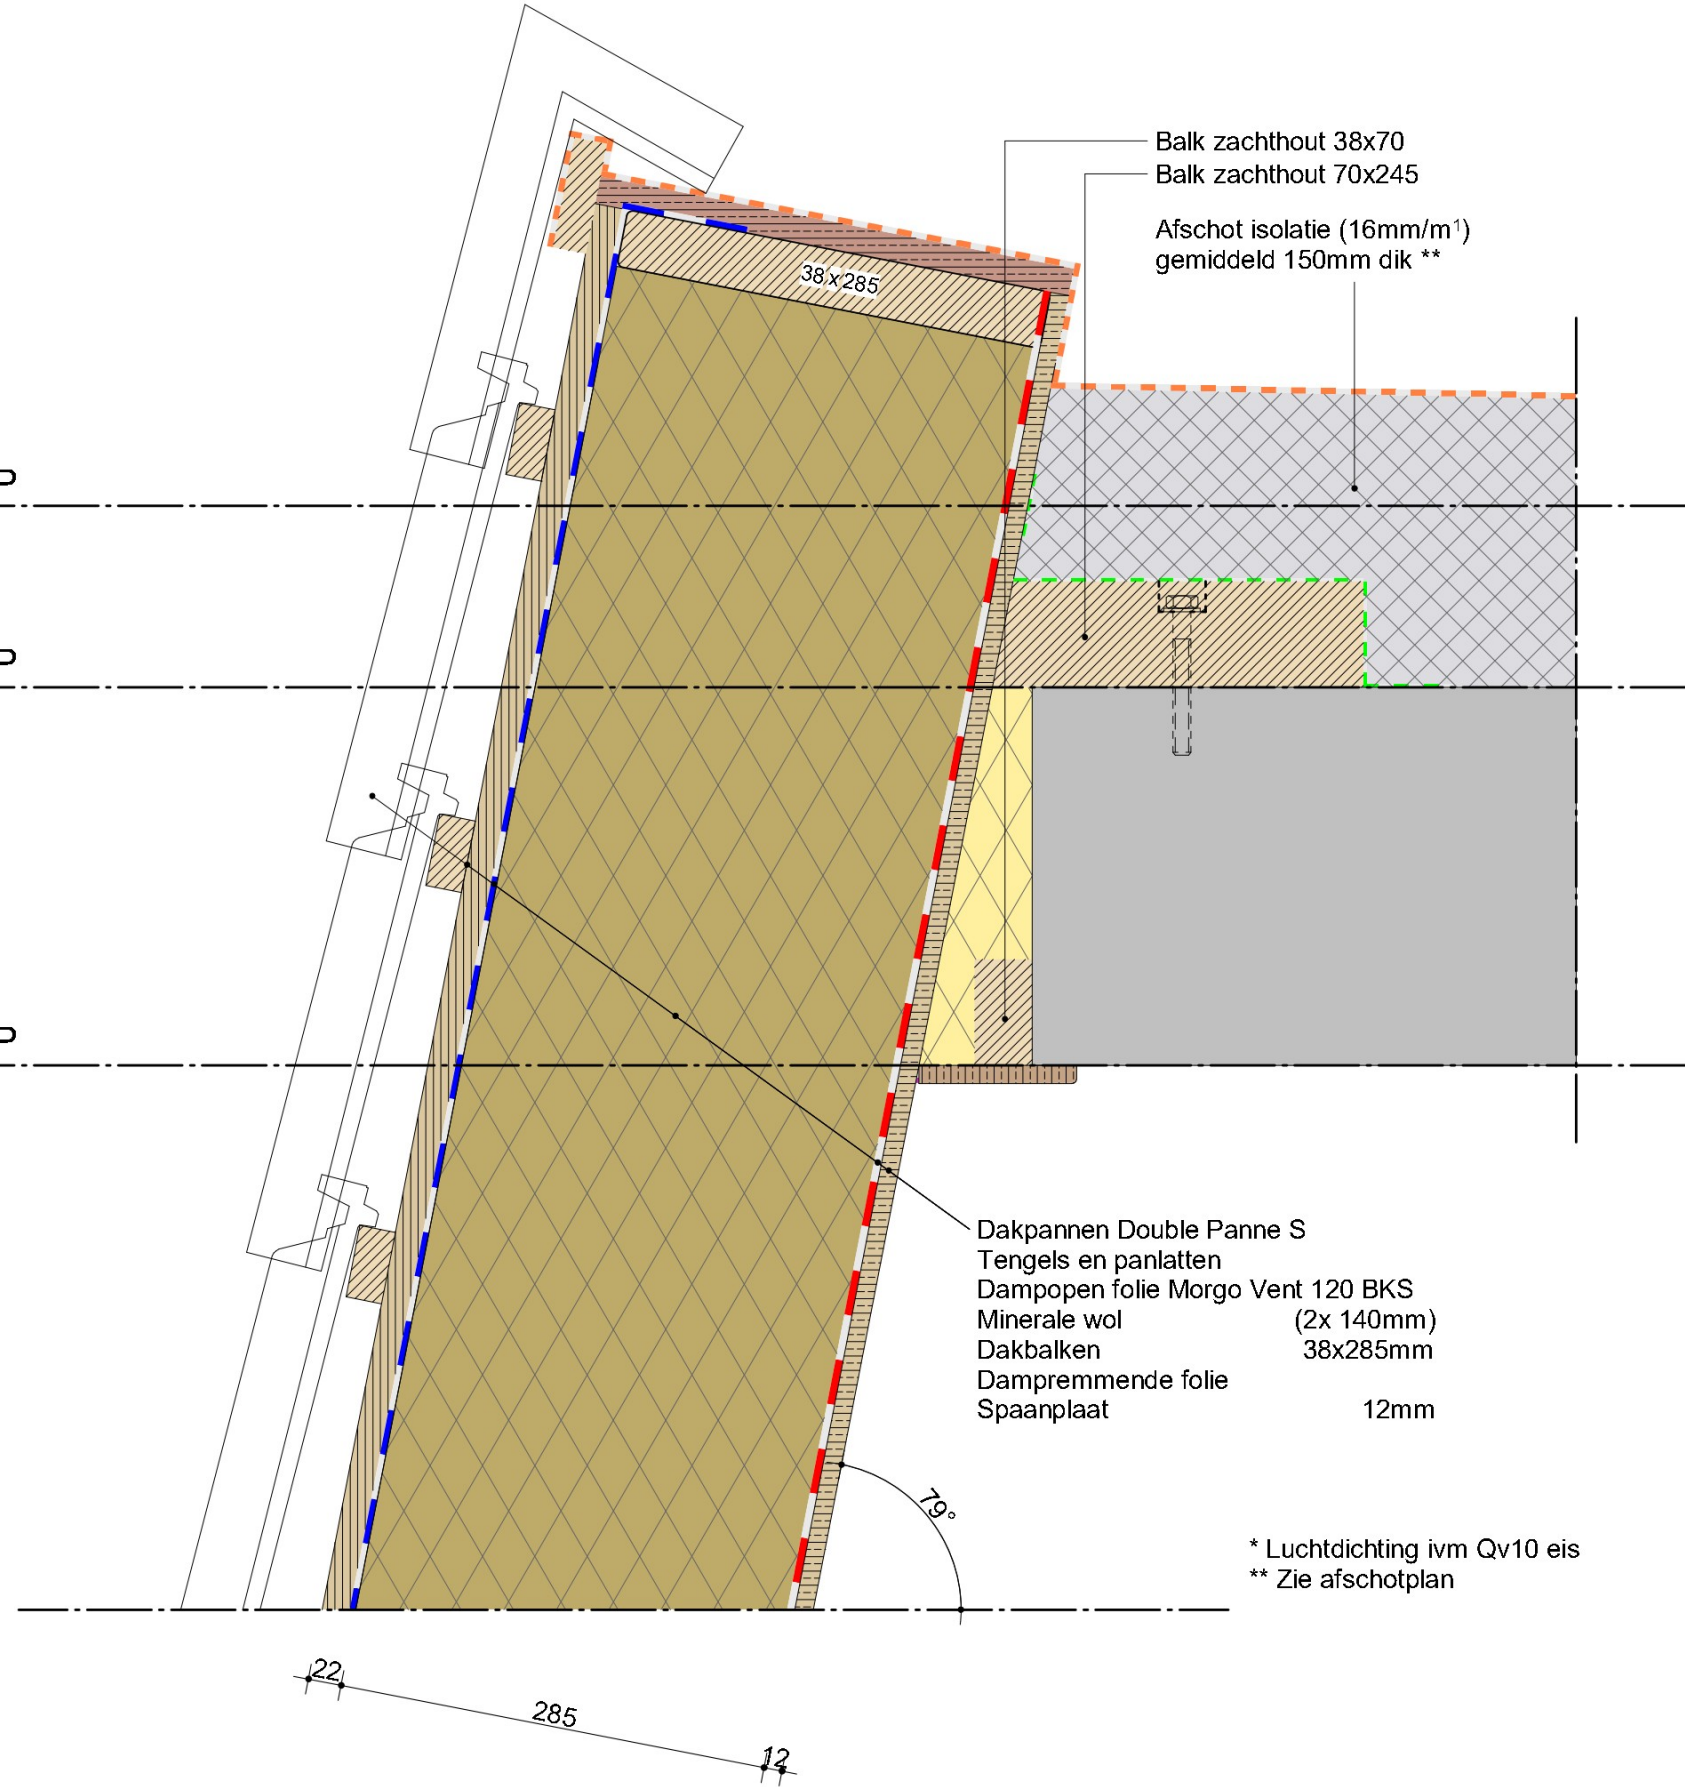 Balk zachthout 38x70
Balk zachthout 70x245
Afschot isolatie (16mm/m¹)
gemiddeld 150mm dik **
38x285
Dakpannen Double Panne S
Tengels en panlatten
Dampopen folie Morgo Vent 120 BKS
Minerale wol (2x 140mm)
Dakbalken 38x285mm
Dampremmende folie
Spaanplaat 12mm
79°
* Luchtdichting ivm Qv10 eis
** Zie afschotplan
22
285
12